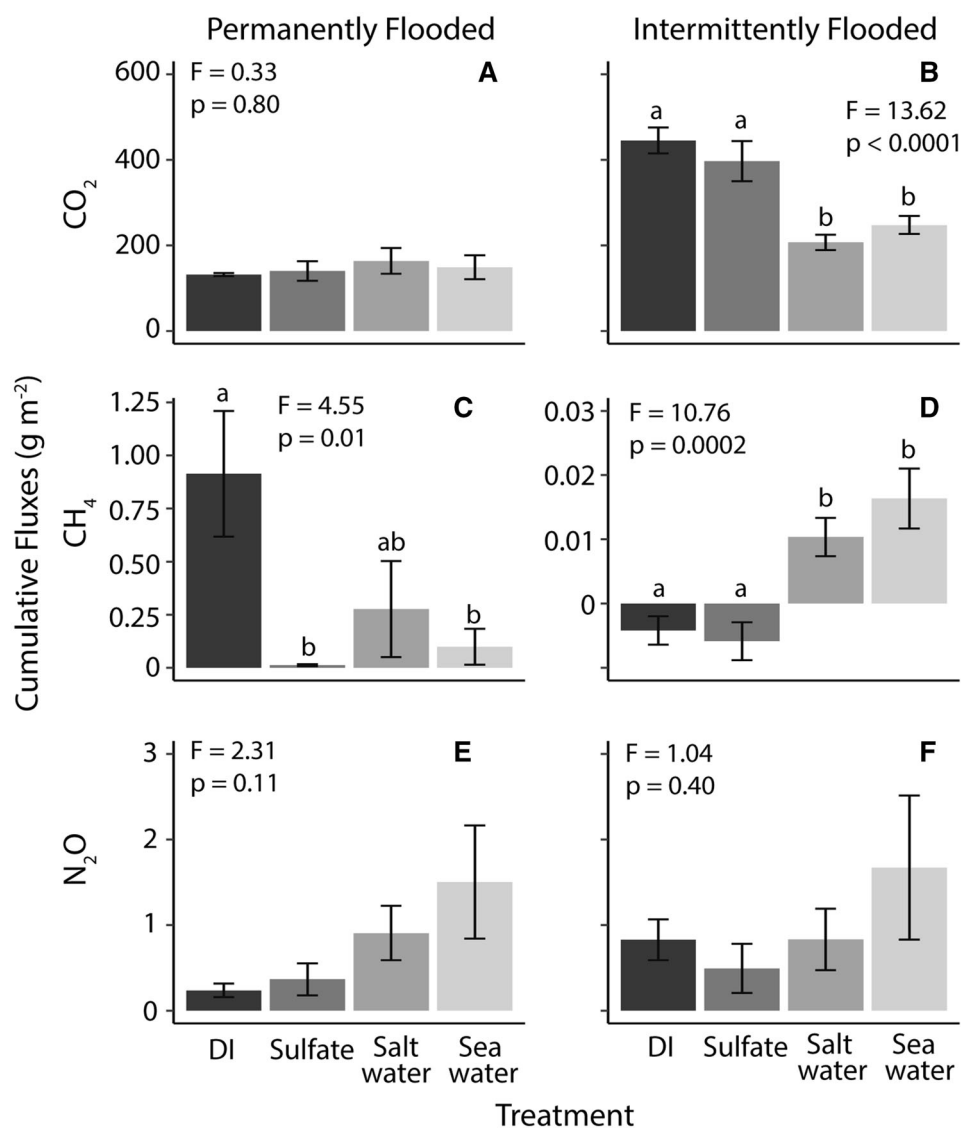 Permanently Flooded
Intermittently Flooded
Cumulative Fluxes (g m⁻²)
CO₂
600
400
200
0
F = 0.33
p = 0.80
A
B
F = 13.62
p < 0.0001
a
a
b
b
CH₄
1.25
1.00
0.75
0.50
0.25
0
a
F = 4.55
p = 0.01
C
b
ab
b
0.03
0.02
0.01
0
F = 10.76
p = 0.0002
D
a
a
b
b
N₂O
3
2
1
0
F = 2.31
p = 0.11
E
F = 1.04
p = 0.40
F
DI
Sulfate
Salt
water
Sea
water
DI
Sulfate
Salt
water
Sea
water
Treatment